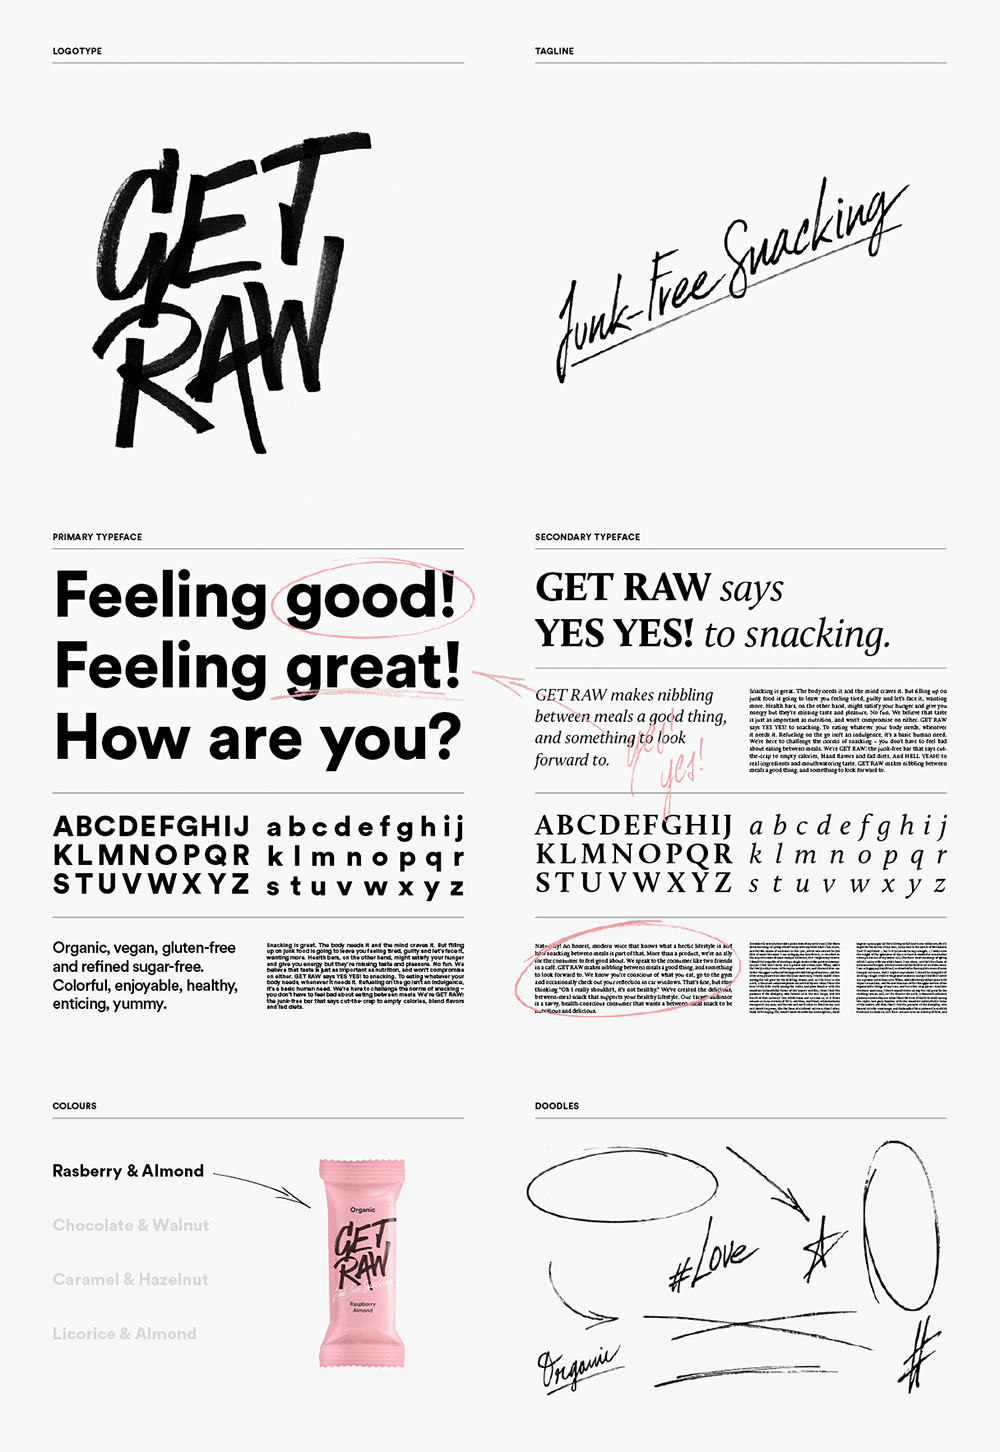 LOGOTYPE
TAGLINE
GET
RAW
Junk-Free Snacking
PRIMARY TYPEFACE
Feeling good!
Feeling great!
How are you?
ABCDEFGHIJ
KLMNOPQR
STUVWXYZ
abcdefghij
klmnopqr
stuvwxyz
Organic, vegan, gluten-free
and refined sugar-free.
Colorful, enjoyable, healthy,
enticing, yummy.
Snacking is great. The body needs it and the mind craves it. But filling
up on junk food is going to leave you feeling tired, guilty and let's face it,
wanting more. Health bars, on the other hand, might satisfy your hunger
and give you energy but they're missing taste and pleasure. No fun. We
believe that taste is just as important as nutrition, and won't compromise
on either. GET RAW says YES YES! to snacking. To eating whatever your
body needs, whenever it needs it. Refueling on the go isn't an indulgence,
it's a basic human need. We're here to challenge the norms of snacking –
you don't have to feel bad about eating between meals. We're GET RAW:
the junk-free bar that says cut-the-crap to empty calories, bland flavors
and fad diets.
SECONDARY TYPEFACE
GET RAW says
YES YES! to snacking.
GET RAW makes nibbling
between meals a good thing,
and something to look
forward to.
yes!
yes!
Snacking is great. The body needs it and the mind craves it. But filling up on
junk food is going to leave you feeling tired, guilty and let's face it, wanting
more. Health bars, on the other hand, might satisfy your hunger and give you
energy but they're missing taste and pleasure. No fun. We believe that taste
is just as important as nutrition, and won't compromise on either. GET RAW
says YES YES! to snacking. To eating whatever your body needs, whenever
it needs it. Refueling on the go isn't an indulgence, it's a basic human need.
We're here to challenge the norms of snacking – you don't have to feel bad
about eating between meals. We're GET RAW: the junk-free bar that says cut-
the-crap to empty calories, bland flavors and fad diets. And HELL YEAH! to
real ingredients and mouthwatering taste. GET RAW makes nibbling between
meals a good thing, and something to look forward to.
ABCDEFGHIJ
KLMNOPQR
STUVWXYZ
abcdefghij
klmnopqr
stuvwxyz
Naturally! An honest, modern voice that knows what a hectic lifestyle is and
how snacking between meals is part of that. More than a product, we're an ally
for the consumer to feel good about. We speak to the consumer like two friends
in a café. GET RAW makes nibbling between meals a good thing, and something
to look forward to. We know you're conscious of what you eat, go to the gym
and occasionally check out your reflection in car windows. That's fine, but stop
thinking "Oh I really shouldn't, it's not healthy." We've created the delicious,
between-meal snack that supports your healthy lifestyle. Our target audience
is a savvy, health-conscious consumer that wants a between-meal snack to be
nutritious and delicious.
COLOURS
Rasberry & Almond
Chocolate & Walnut
Caramel & Hazelnut
Licorice & Almond
Organic
GET
RAW
Junk-Free Snacking
Raspberry
Almond
DOODLES
#Love
Organic
#